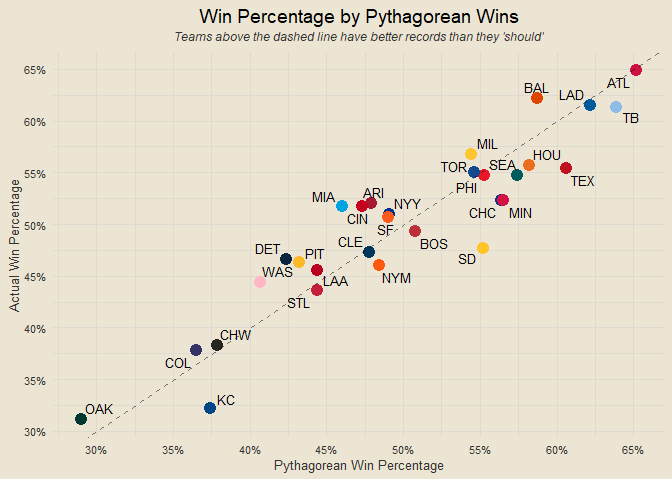 Win Percentage by Pythagorean Wins
Teams above the dashed line have better records than they 'should'
65%
60%
55%
50%
45%
40%
35%
30%
Actual Win Percentage
ATL
BAL
LAD
TB
MIL
TOR
SEA
HOU
PHI
TEX
MIA
ARI
NYY
CIN
SF
CHC
MIN
CLE
BOS
DET
PIT
SD
WAS
LAA
NYM
STL
CHW
COL
KC
OAK
30%
35%
40%
45%
50%
55%
60%
65%
Pythagorean Win Percentage